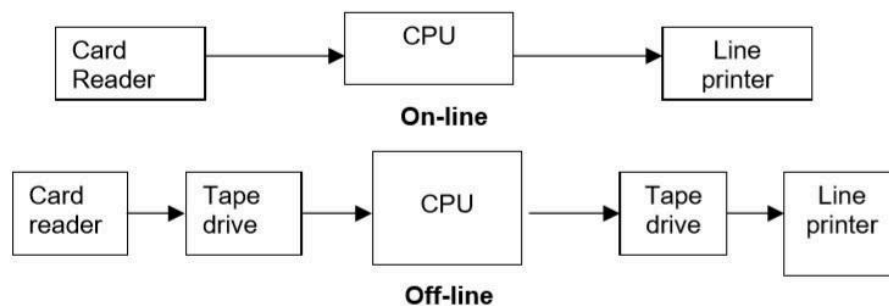 Card
Reader
CPU
Line
printer
On-line
Card
reader
Tape
drive
CPU
Tape
drive
Line
printer
Off-line